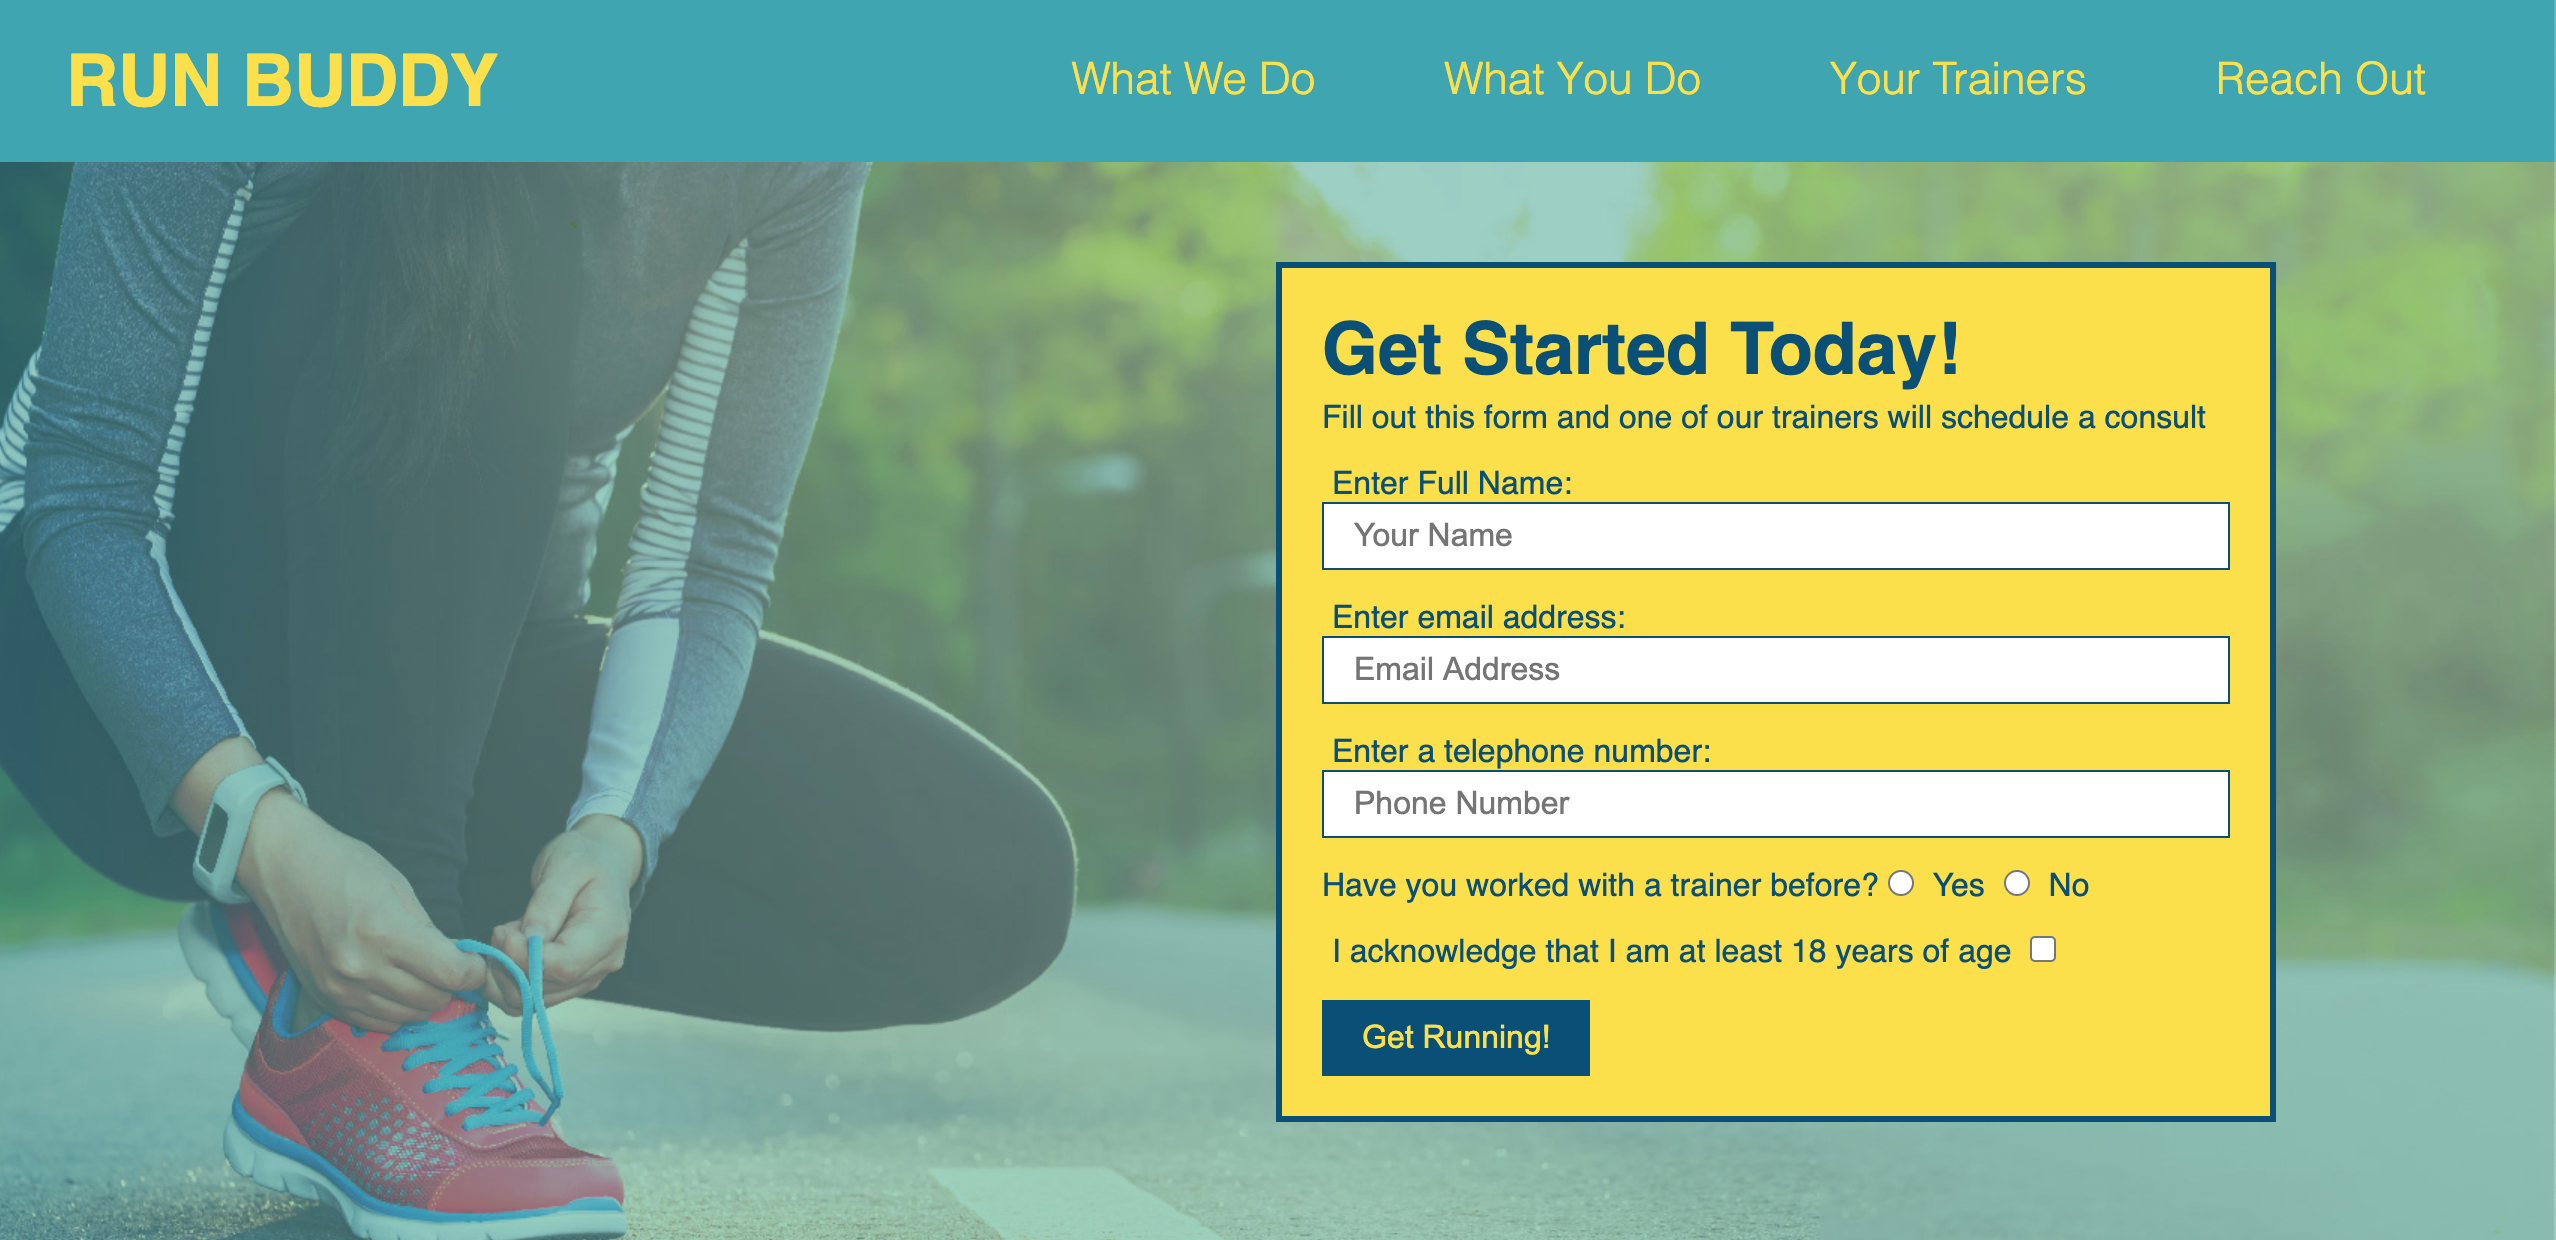 RUN BUDDY
What We Do
What You Do
Your Trainers
Reach Out
Get Started Today!
Fill out this form and one of our trainers will schedule a consult
Enter Full Name:
Your Name
Enter email address:
Email Address
Enter a telephone number:
Phone Number
Have you worked with a trainer before? Yes No
I acknowledge that I am at least 18 years of age
Get Running!